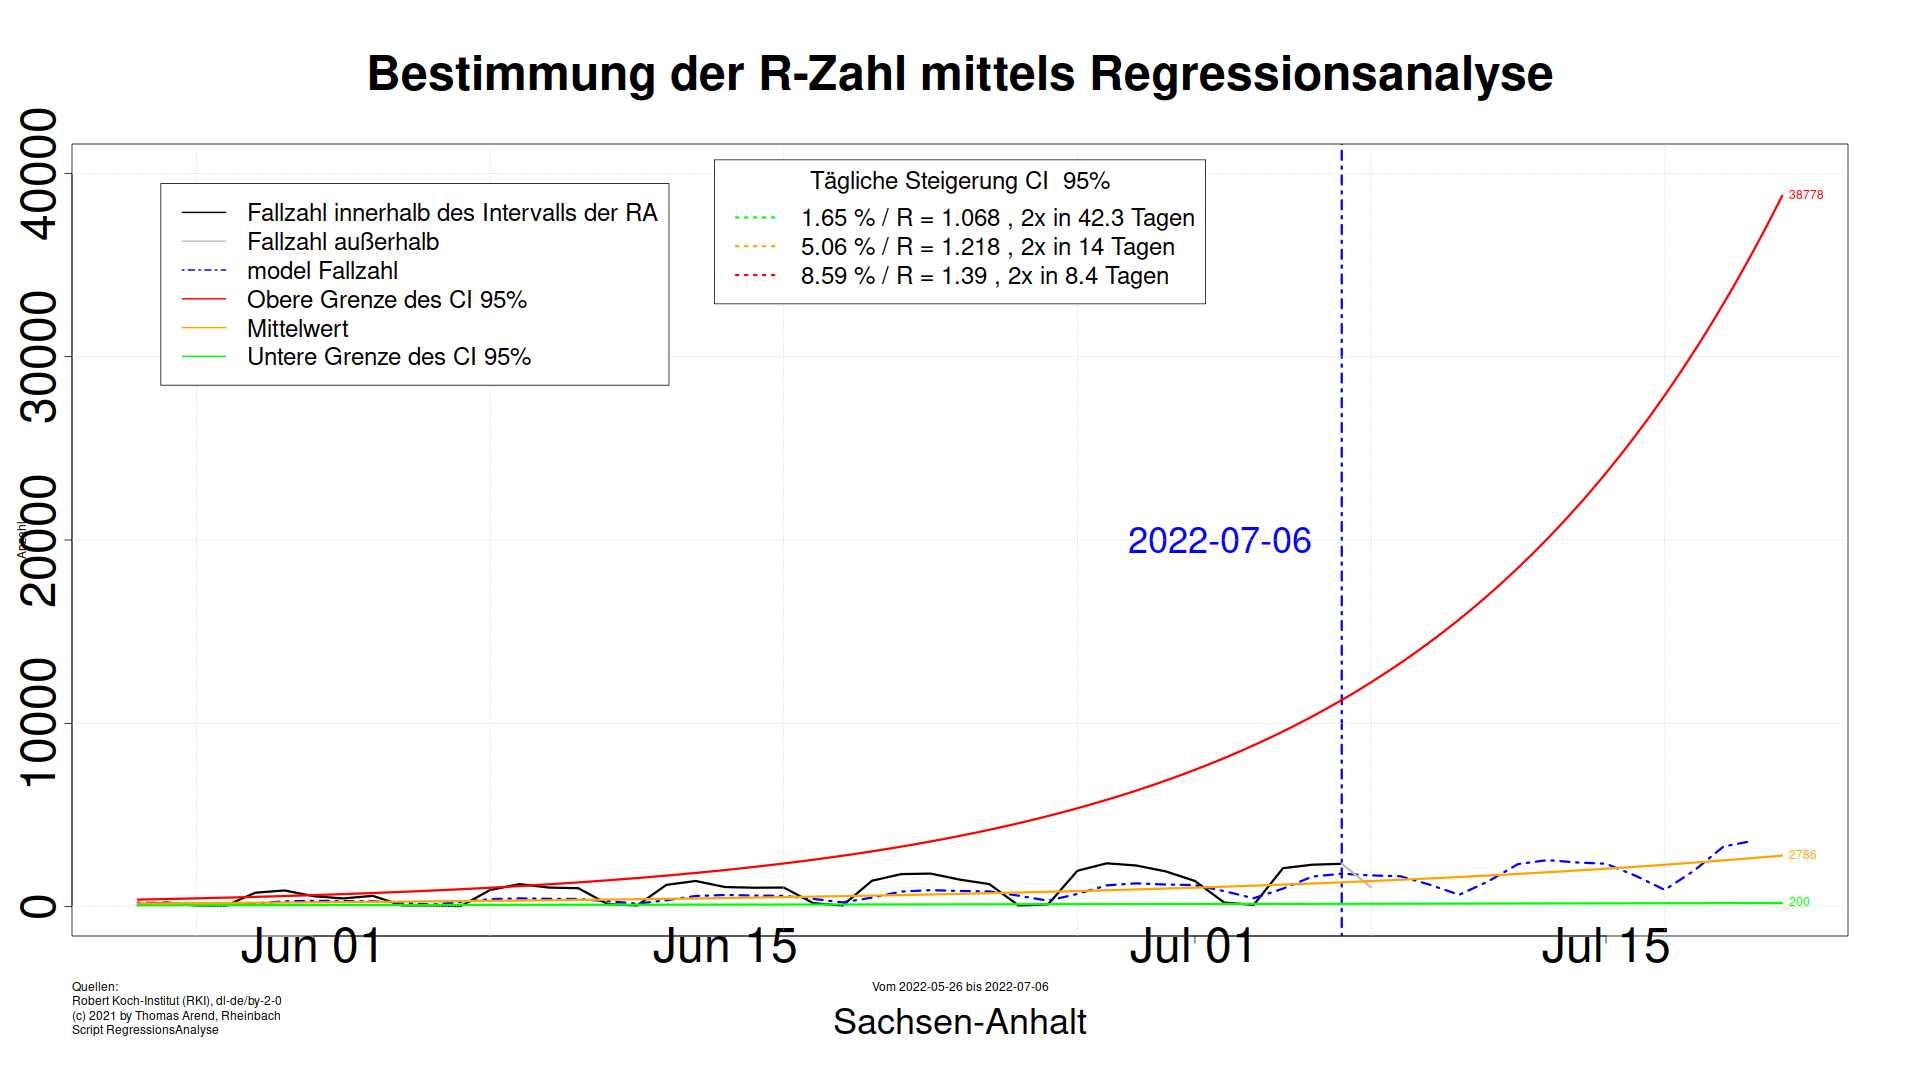 Bestimmung der R-Zahl mittels Regressionsanalyse
40000
30000
20000
10000
0
Anzahl
Fallzahl innerhalb des Intervalls der RA
Fallzahl außerhalb
model Fallzahl
Obere Grenze des CI 95%
Mittelwert
Untere Grenze des CI 95%
Tägliche Steigerung CI 95%
1.65 % / R = 1.068 , 2x in 42.3 Tagen
5.06 % / R = 1.218 , 2x in 14 Tagen
8.59 % / R = 1.39 , 2x in 8.4 Tagen
38778
2022-07-06
2786
200
Jun 01
Jun 15
Jul 01
Jul 15
Quellen:
Robert Koch-Institut (RKI), dl-de/by-2-0
(c) 2021 by Thomas Arend, Rheinbach
Script RegressionsAnalyse
Vom 2022-05-26 bis 2022-07-06
Sachsen-Anhalt